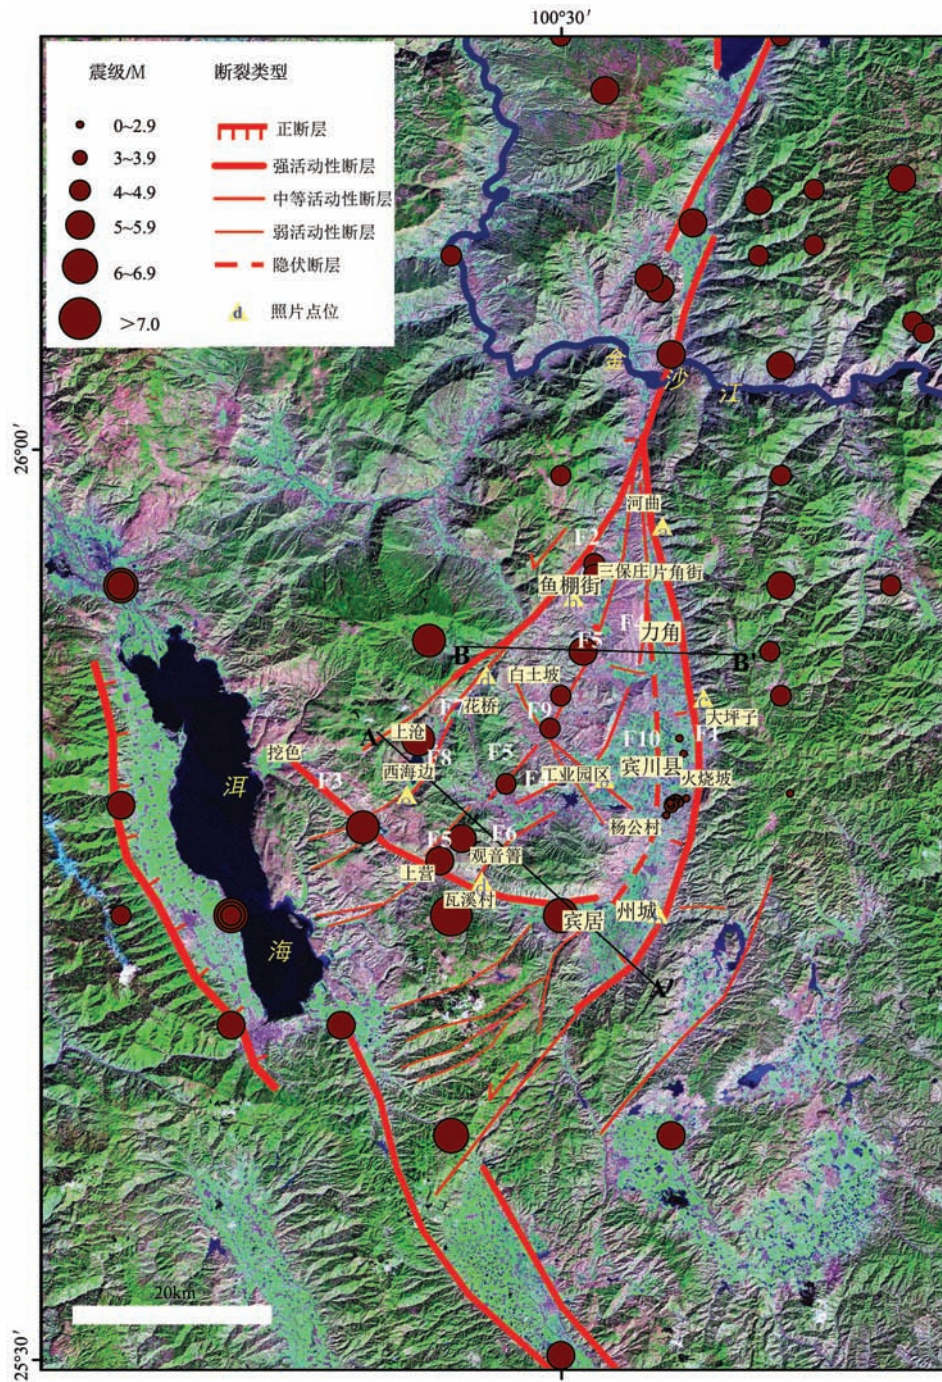 100°30′
震级/M
断裂类型
0~2.9
正断层
3~3.9
强活动性断层
4~4.9
中等活动性断层
5~5.9
弱活动性断层
6~6.9
隐伏断层
＞7.0
d
照片点位
金
沙
江
26°00′
河曲
a
F2
三保庄
片角街
鱼棚街
F4
力角
B
F5
B'
白土坡
花桥
F7
大坪子
F9
F1
上沧
A
挖色
F8
F5
F10
西海边
工业园区
宾川县
火烧坡
洱
F3
F6
杨公村
F5
观音箐
上营
瓦溪村
宾居
州城
海
A'
20km
25°30′